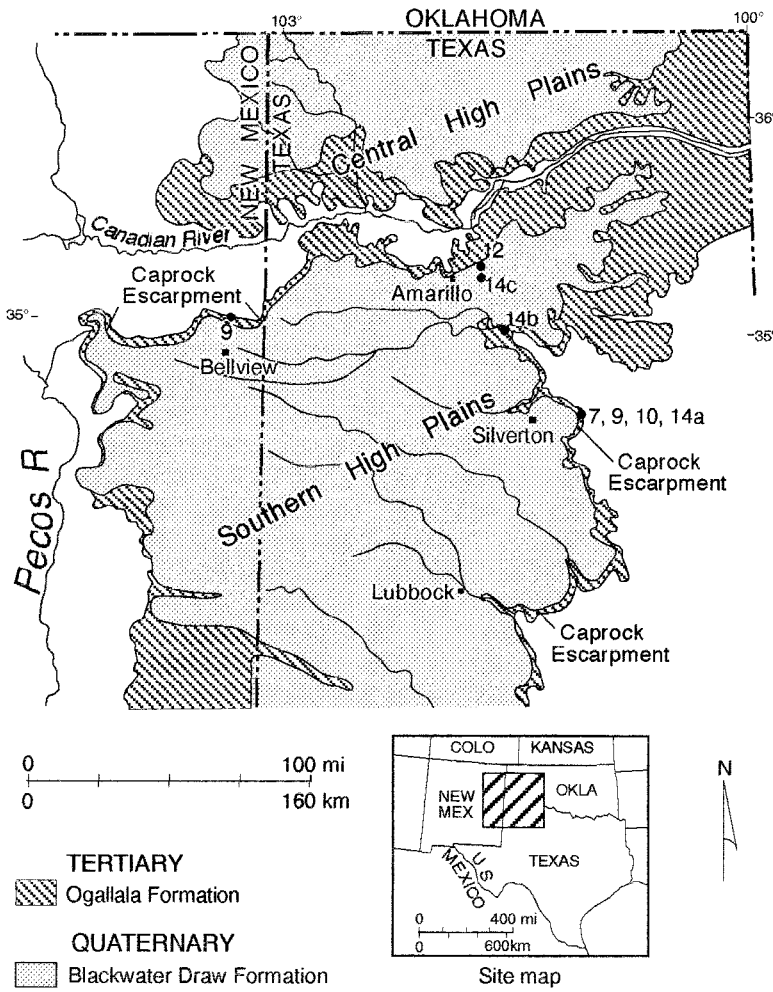 103°
OKLAHOMA
100°
TEXAS
NEW MEXICO
TEXAS
Central High Plains
36°
Canadian River
12
Caprock
Escarpment
Amarillo
14c
35°
9
14b
35°
Bellview
7, 9, 10, 14a
Silverton
Caprock
Escarpment
Southern High Plains
Pecos R
Lubbock
Caprock
Escarpment
0 100 mi
0 160 km
COLO
KANSAS
NEW
MEX
OKLA
TEXAS
US
MEXICO
0 400 mi
0 600km
Site map
N
TERTIARY
Ogallala Formation
QUATERNARY
Blackwater Draw Formation